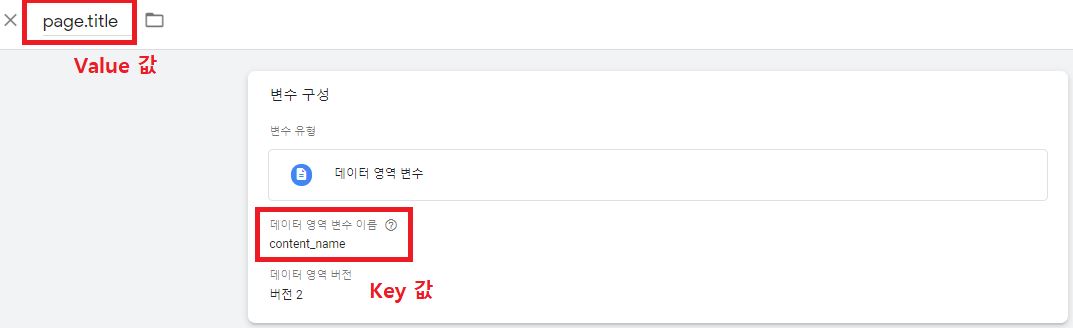 page.title
Value 값
변수 구성
변수 유형
데이터 영역 변수
데이터 영역 변수 이름
content_name
데이터 영역 버전
버전 2
Key 값